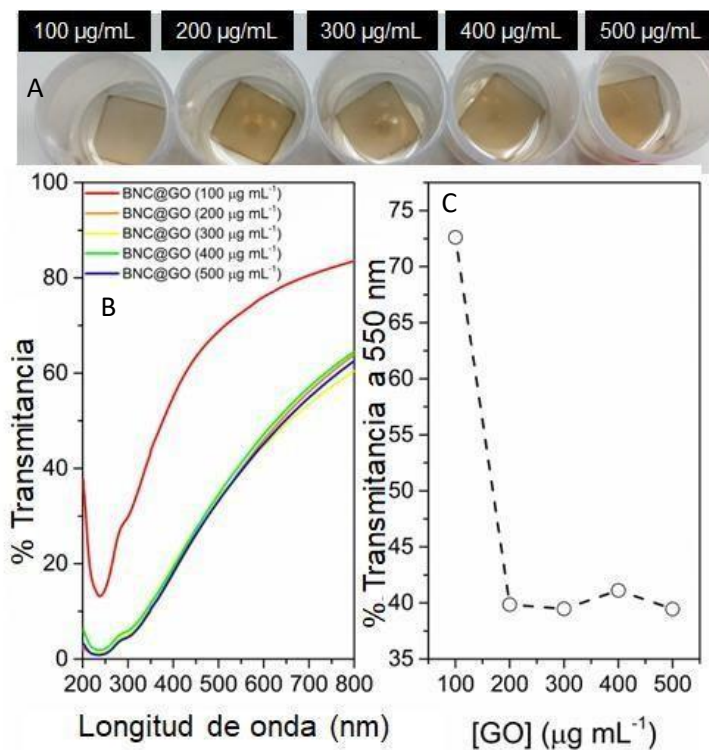 100 µg/mL 200 µg/mL 300 µg/mL 400 µg/mL 500 µg/mL
A
100
80
60
40
20
0
% Transmitancia
BNC@GO (100 µg mL⁻¹)
BNC@GO (200 µg mL⁻¹)
BNC@GO (300 µg mL⁻¹)
BNC@GO (400 µg mL⁻¹)
BNC@GO (500 µg mL⁻¹)
B
200 300 400 500 600 700 800
Longitud de onda (nm)
C
75
72
65
62
55
52
45
42
40
35
% Transmitancia a 550 nm
100 200 300 400 500
[GO] (µg mL⁻¹)